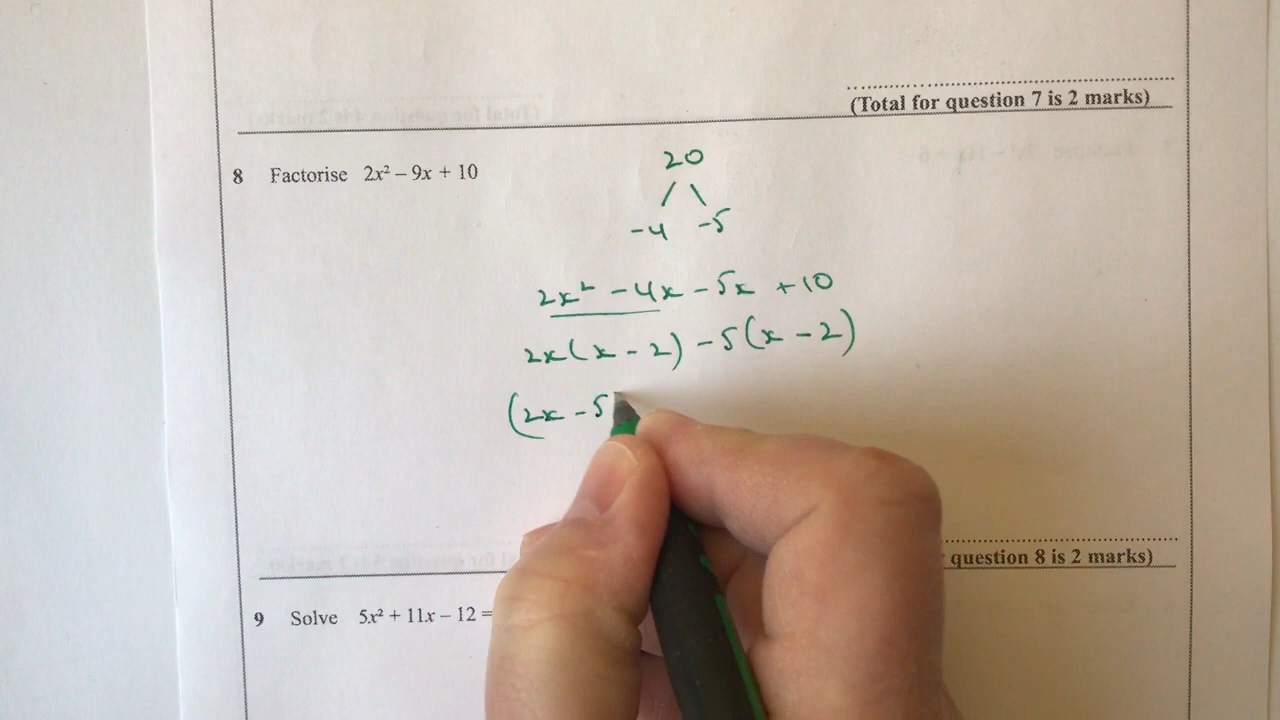 (Total for question 7 is 2 marks)
8 Factorise 2x² – 9x + 10
20
-4 -5
2x² - 4x - 5x + 10
2x(x - 2) - 5(x - 2)
(2x - 5
question 8 is 2 marks)
9 Solve 5x² + 11x – 12 =